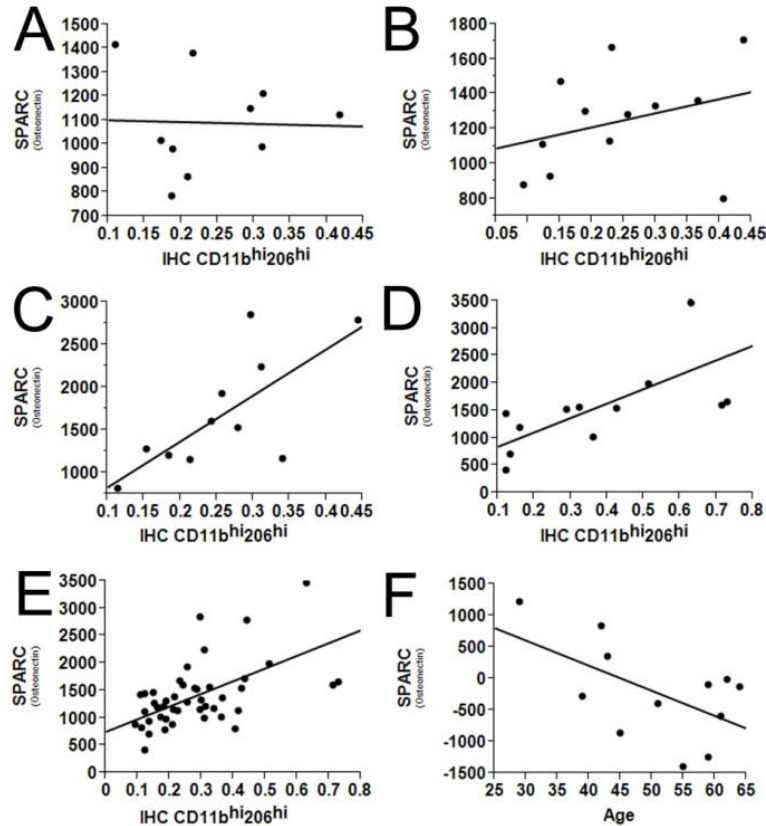 A
1500
1400
1300
1200
1100
1000
900
800
700
SPARC
(Osteonectin)
0.1 0.15 0.2 0.25 0.3 0.35 0.4 0.45
IHC CD11bhi206hi
B
1800
1600
1400
1200
1000
800
SPARC
(Osteonectin)
0.05 0.15 0.2 0.25 0.3 0.35 0.45
IHC CD11bhi206hi
C
3000
2500
2000
1500
1000
SPARC
(Osteonectin)
0.1 0.15 0.2 0.25 0.3 0.35 0.4 0.45
IHC CD11bhi206hi
D
3500
3000
2500
2000
1500
1000
500
0
SPARC
(Osteonectin)
0.1 0.2 0.3 0.4 0.5 0.6 0.7 0.8
IHC CD11bhi206hi
E
3500
3000
2500
2000
1500
1000
500
0
SPARC
(Osteonectin)
0 0.1 0.2 0.3 0.4 0.5 0.6 0.7 0.8
IHC CD11bhi206hi
F
1500
1000
500
0
-500
-1000
-1500
SPARC
(Osteonectin)
25 30 35 40 45 50 55 60 65
Age